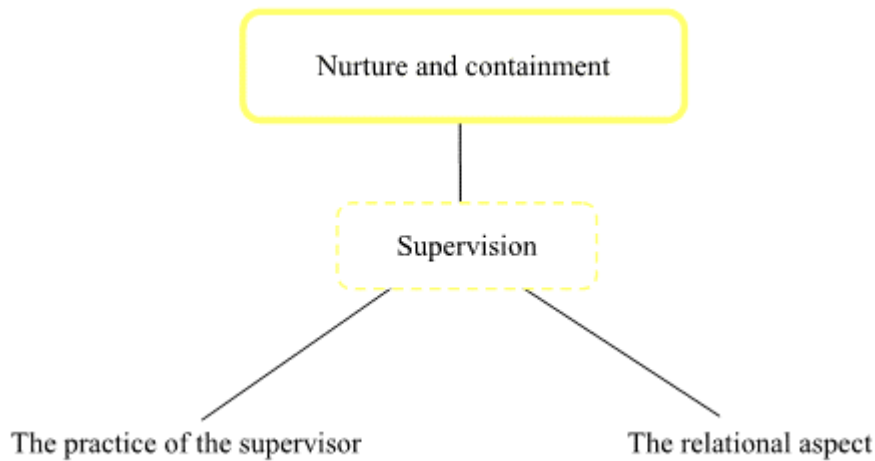 Nurture and containment
Supervision
The practice of the supervisor
The relational aspect